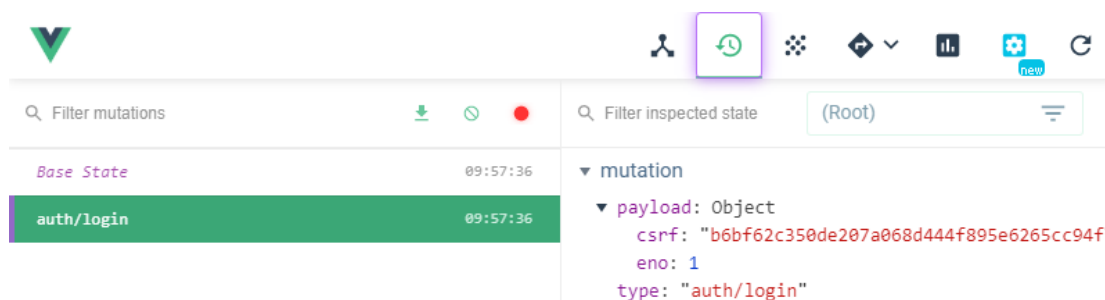 new
Filter mutations
Filter inspected state
(Root)
Base State 09:57:36
mutation
auth/login 09:57:36
payload: Object
csrf: "b6bf62c350de207a068d444f895e6265cc94f
eno: 1
type: "auth/login"